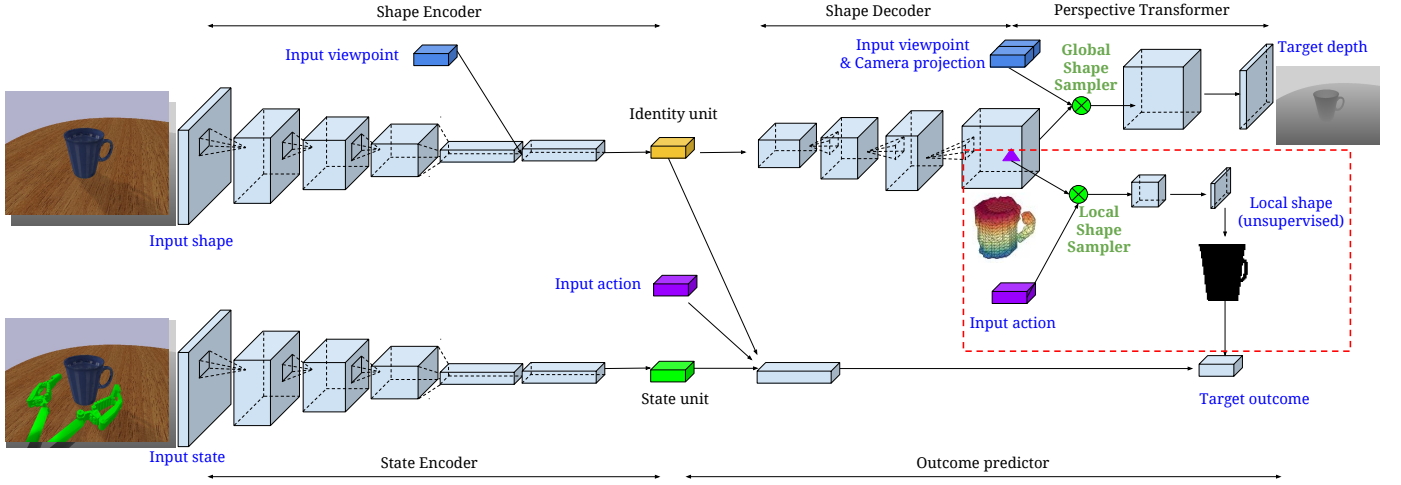 Shape Encoder
Shape Decoder
Perspective Transformer
Input viewpoint
Input viewpoint
& Camera projection
Global
Shape
Sampler
Target depth
Identity unit
Input shape
Local
Shape
Sampler
Local shape
(unsupervised)
Input action
Input action
Input state
State unit
Target outcome
State Encoder
Outcome predictor